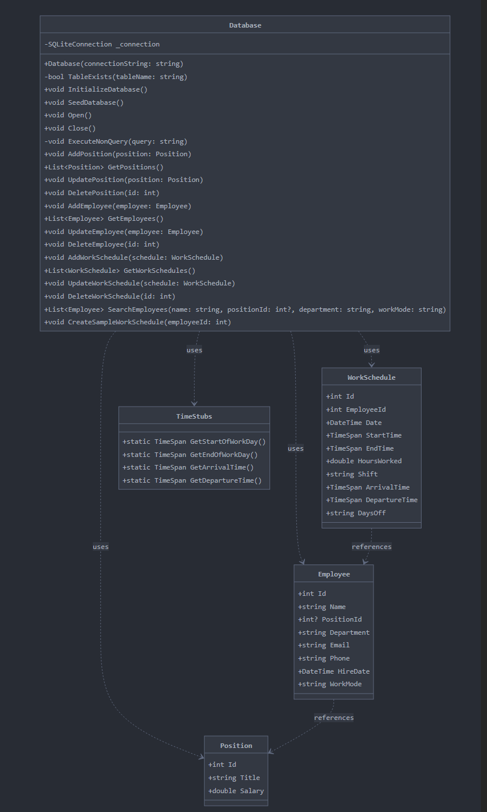 Database
-SQLiteConnection _connection
+Database(connectionString: string)
-bool TableExists(tableName: string)
+void InitializeDatabase()
+void SeedDatabase()
+void Open()
+void Close()
-void ExecuteNonQuery(query: string)
+void AddPosition(position: Position)
+List<Position> GetPositions()
+void UpdatePosition(position: Position)
+void DeletePosition(id: int)
+void AddEmployee(employee: Employee)
+List<Employee> GetEmployees()
+void UpdateEmployee(employee: Employee)
+void DeleteEmployee(id: int)
+void AddWorkSchedule(schedule: WorkSchedule)
+List<WorkSchedule> GetWorkSchedules()
+void UpdateWorkSchedule(schedule: WorkSchedule)
+void DeleteWorkSchedule(id: int)
+List<Employee> SearchEmployees(name: string, positionId: int?, department: string, workMode: string)
+void CreateSampleWorkSchedule(employeeId: int)
uses
uses
WorkSchedule
+int Id
+int EmployeeId
+DateTime Date
+TimeSpan StartTime
+TimeSpan EndTime
+double HoursWorked
+string Shift
+TimeSpan ArrivalTime
+TimeSpan DepartureTime
+string DaysOff
TimeStubs
+static TimeSpan GetStartOfWorkDay()
+static TimeSpan GetEndOfWorkDay()
+static TimeSpan GetArrivalTime()
+static TimeSpan GetDepartureTime()
uses
uses
references
Employee
+int Id
+string Name
+int? PositionId
+string Department
+string Email
+string Phone
+DateTime HireDate
+string WorkMode
references
Position
+int Id
+string Title
+double Salary